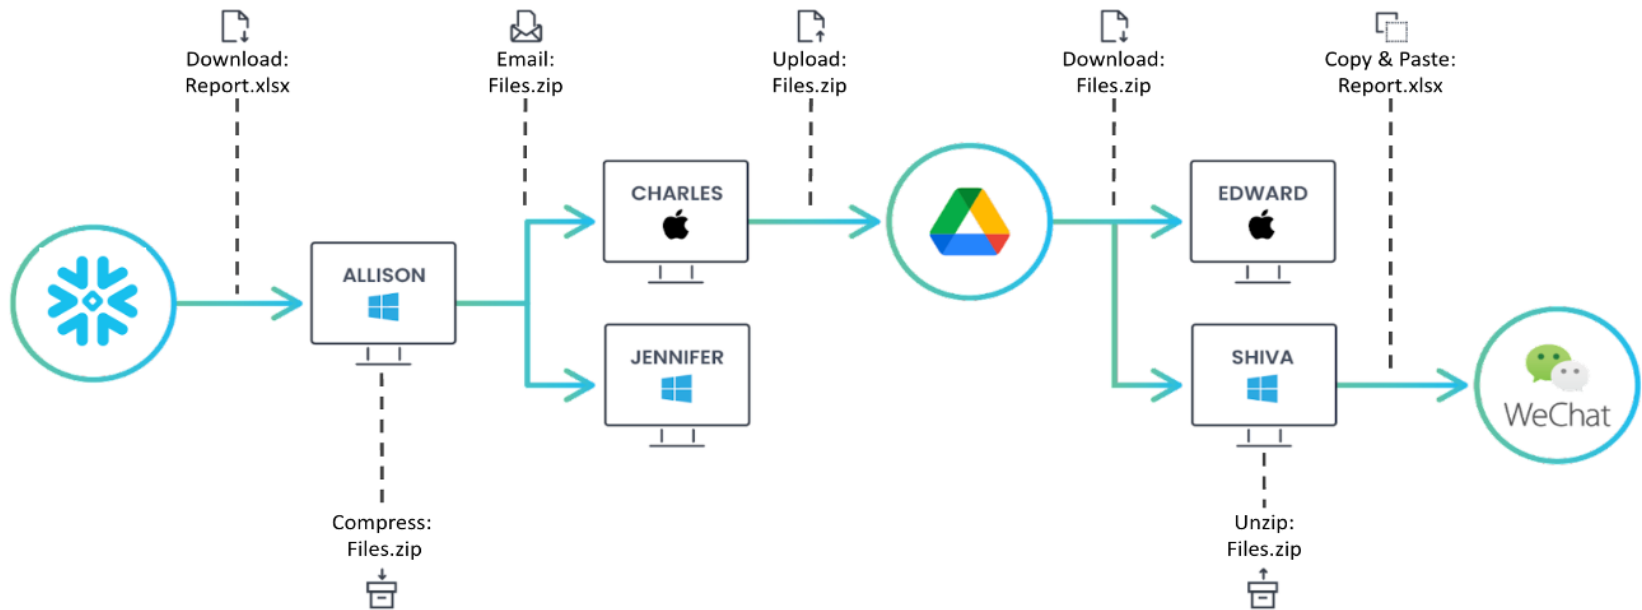 Download:
Report.xlsx
Email:
Files.zip
Upload:
Files.zip
Download:
Files.zip
Copy & Paste:
Report.xlsx
CHARLES
EDWARD
ALLISON
JENNIFER
SHIVA
WeChat
Compress:
Files.zip
Unzip:
Files.zip